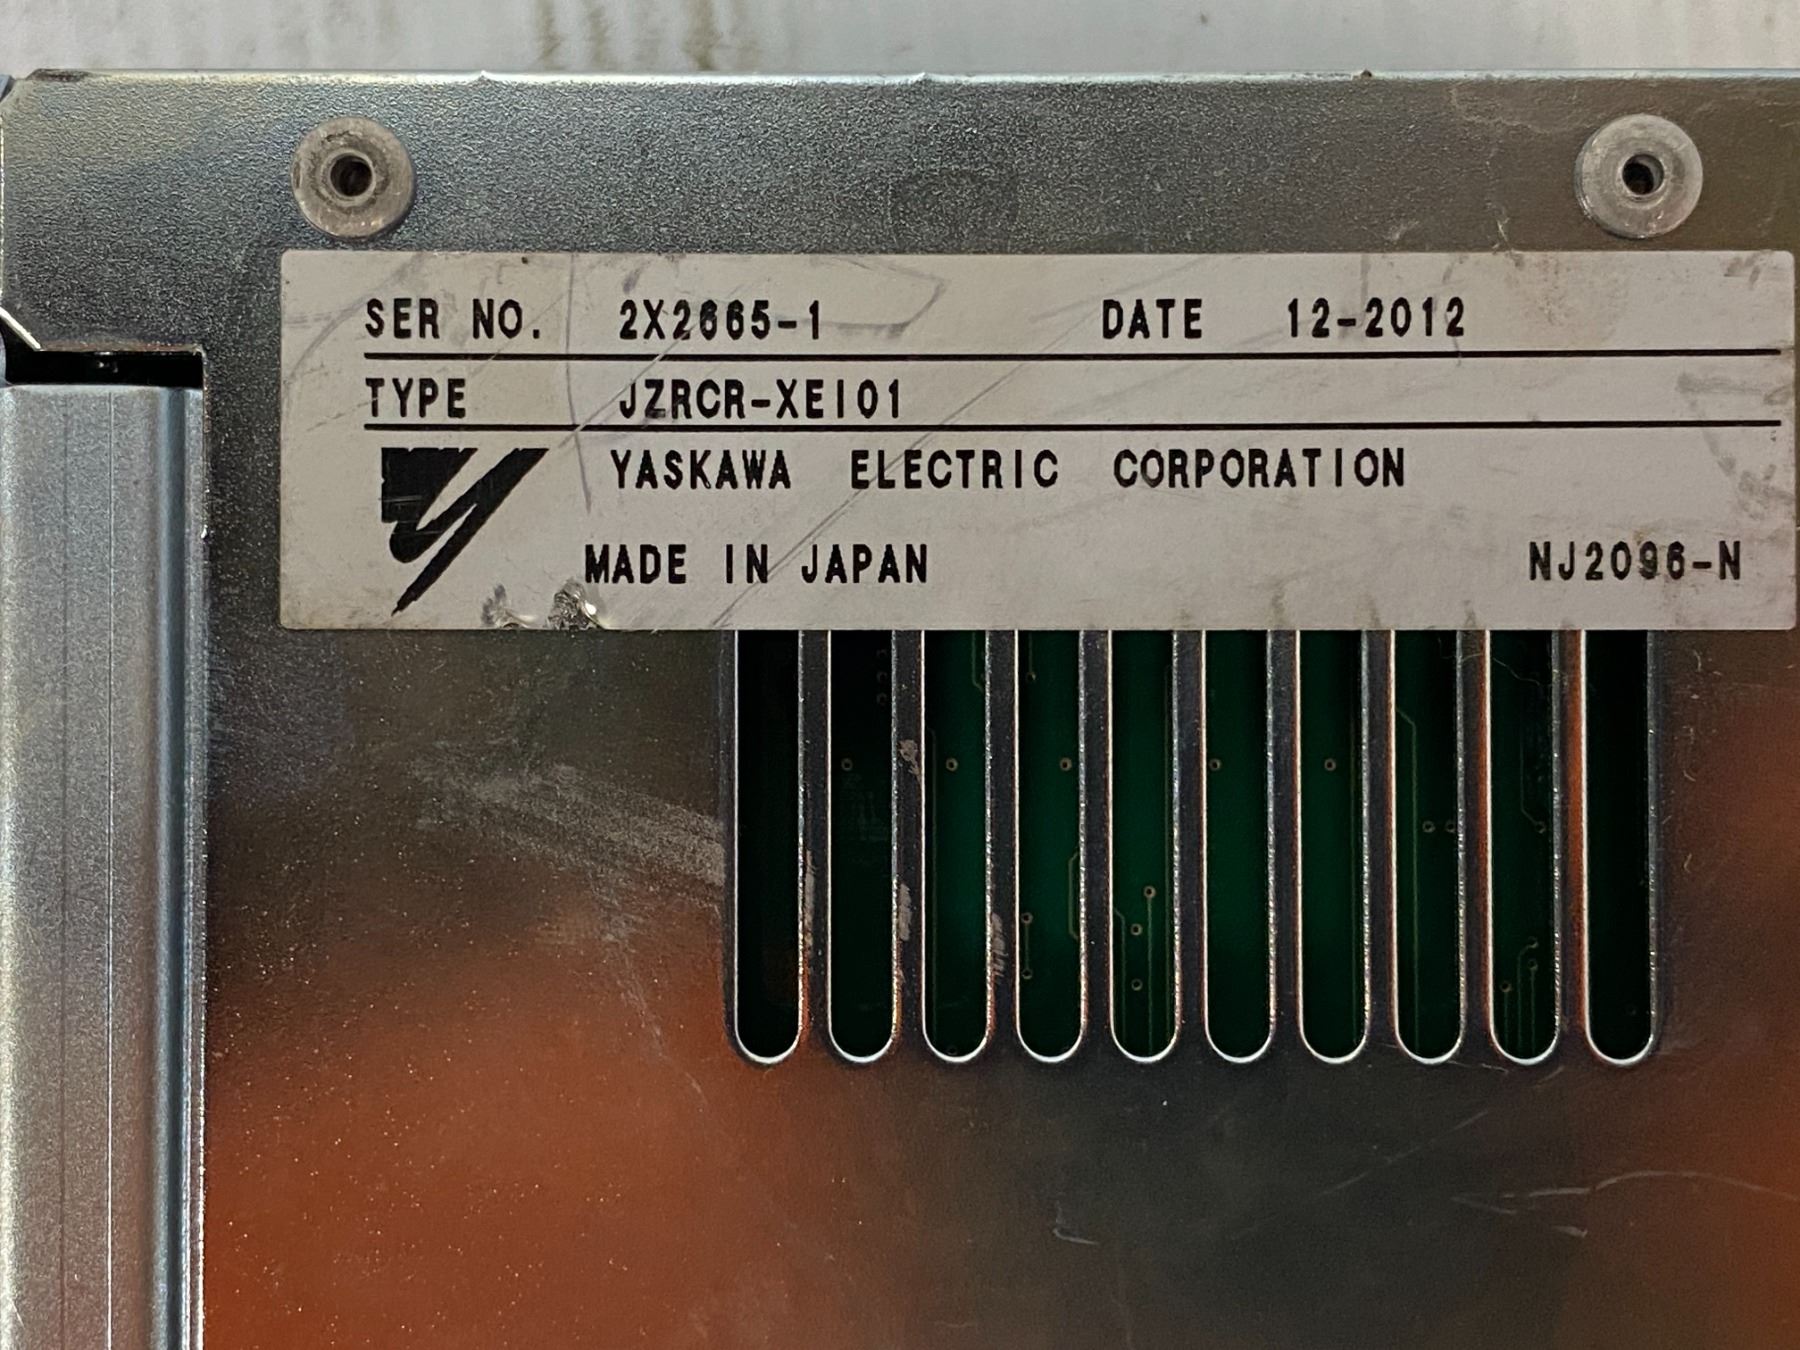 SER NO. 2X2665-1 DATE 12-2012
TYPE JZRCR-XEI01
YASKAWA ELECTRIC CORPORATION
MADE IN JAPAN NJ2096-N